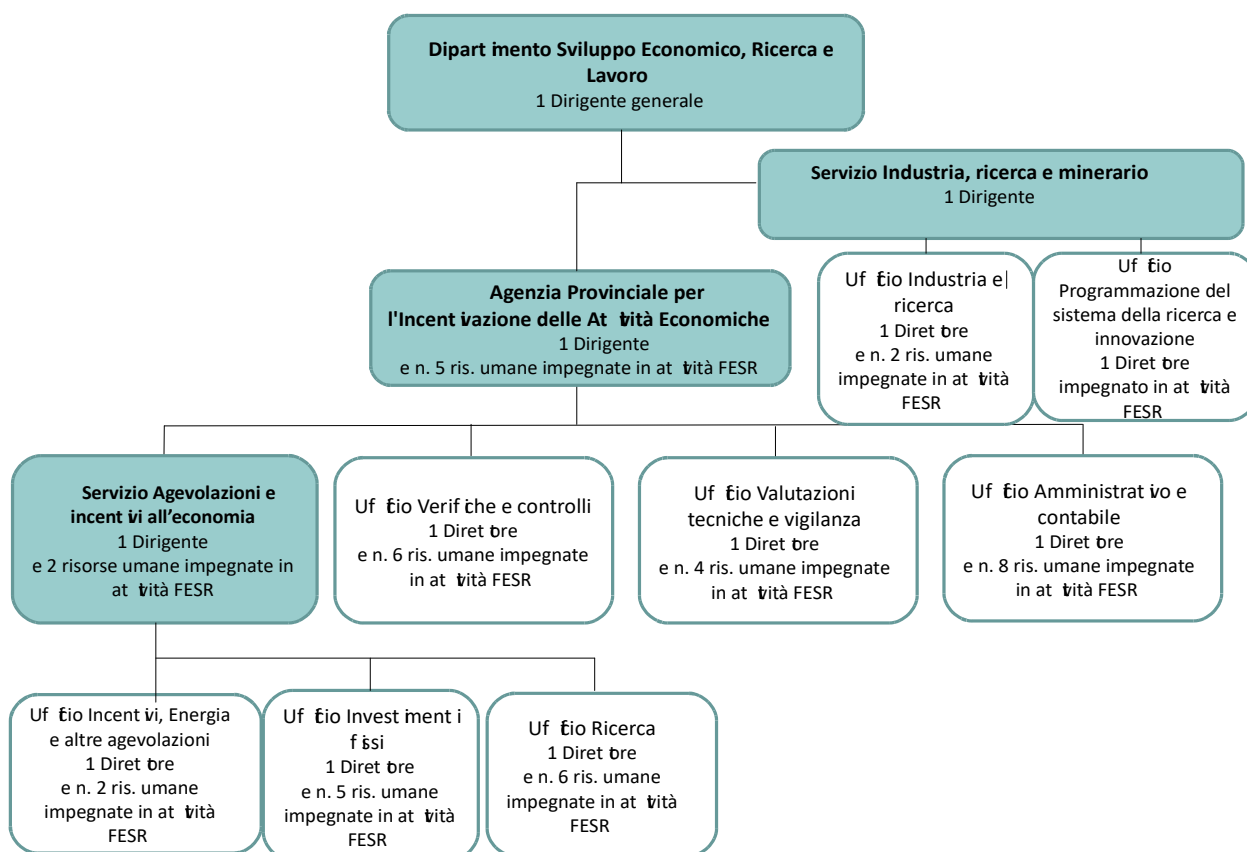 Dipartimento Sviluppo Economico, Ricerca e
Lavoro
1 Dirigente generale
Servizio Industria, ricerca e minerario
1 Dirigente
Agenzia Provinciale per
l'Incentivazione delle Attività Economiche
1 Dirigente
e n. 5 ris. umane impegnate in attività FESR
Ufficio Industria e
ricerca
1 Direttore
e n. 2 ris. umane
impegnate in attività
FESR
Ufficio
Programmazione del
sistema della ricerca e
innovazione
1 Direttore
impegnato in attività
FESR
Servizio Agevolazioni e
incentivi all’economia
1 Dirigente
e 2 risorse umane impegnate in
attività FESR
Ufficio Verifiche e controlli
1 Direttore
e n. 6 ris. umane impegnate
in attività FESR
Ufficio Valutazioni
tecniche e vigilanza
1 Direttore
e n. 4 ris. umane impegnate
in attività FESR
Ufficio Amministrativo e
contabile
1 Direttore
e n. 8 ris. umane impegnate
in attività FESR
Ufficio Incentivi, Energia
e altre agevolazioni
1 Direttore
e n. 2 ris. umane
impegnate in attività
FESR
Ufficio Investimenti
fissi
1 Direttore
e n. 5 ris. umane
impegnate in attività
FESR
Ufficio Ricerca
1 Direttore
e n. 6 ris. umane
impegnate in attività
FESR